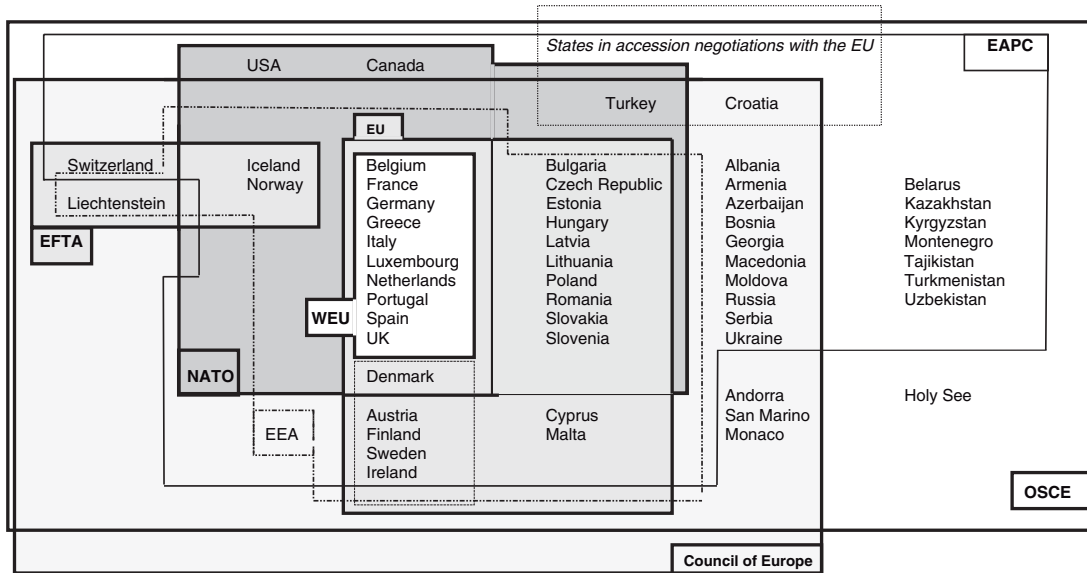 States in accession negotiations with the EU
EAPC
USA Canada
Turkey Croatia
EU
Switzerland Iceland Belgium Bulgaria Albania
Norway France Czech Republic Armenia Belarus
Liechtenstein Germany Estonia Azerbaijan Kazakhstan
Greece Hungary Bosnia Kyrgyzstan
EFTA Italy Latvia Georgia Montenegro
Luxembourg Lithuania Macedonia Tajikistan
Netherlands Poland Moldova Turkmenistan
Portugal Romania Russia Uzbekistan
WEU Spain Slovakia Serbia
UK Slovenia Ukraine
NATO Denmark
Andorra Holy See
Austria Cyprus San Marino
EEA Finland Malta Monaco
Sweden
Ireland
OSCE
Council of Europe